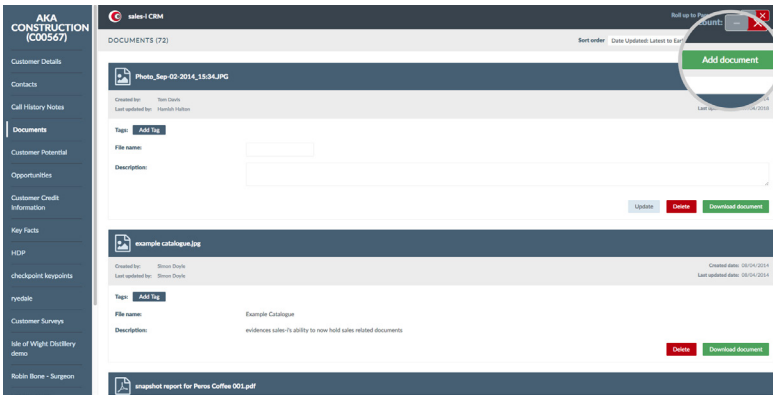 AKA
CONSTRUCTION
(C00567)
Customer Details
Contacts
Call History Notes
Documents
Customer Potential
Opportunities
Customer Credit
Information
Key Facts
HDP
checkpoint keypoints
ryedale
Customer Surveys
Isle of Wight Distillery
demo
Robin Bone - Surgeon
sales-i CRM
Roll up to
DOCUMENTS (72)
Sort order Date Updated: Latest to
Add document
Photo_Sep-02-2014_15:34.JPG
Created by: Tom Davis
Last updated by: Hamish Halton
Tags: Add Tag
File name:
Description:
Update Delete Download document
example catalogue.jpg
Created by: Simon Doyle Created date: 08/04/2014
Last updated by: Simon Doyle Last updated date: 08/04/2014
Tags: Add Tag
File name: Example Catalogue
Description: evidences sales-i's ability to now hold sales related documents
Delete Download document
snapshot report for Peros Coffee 001.pdf